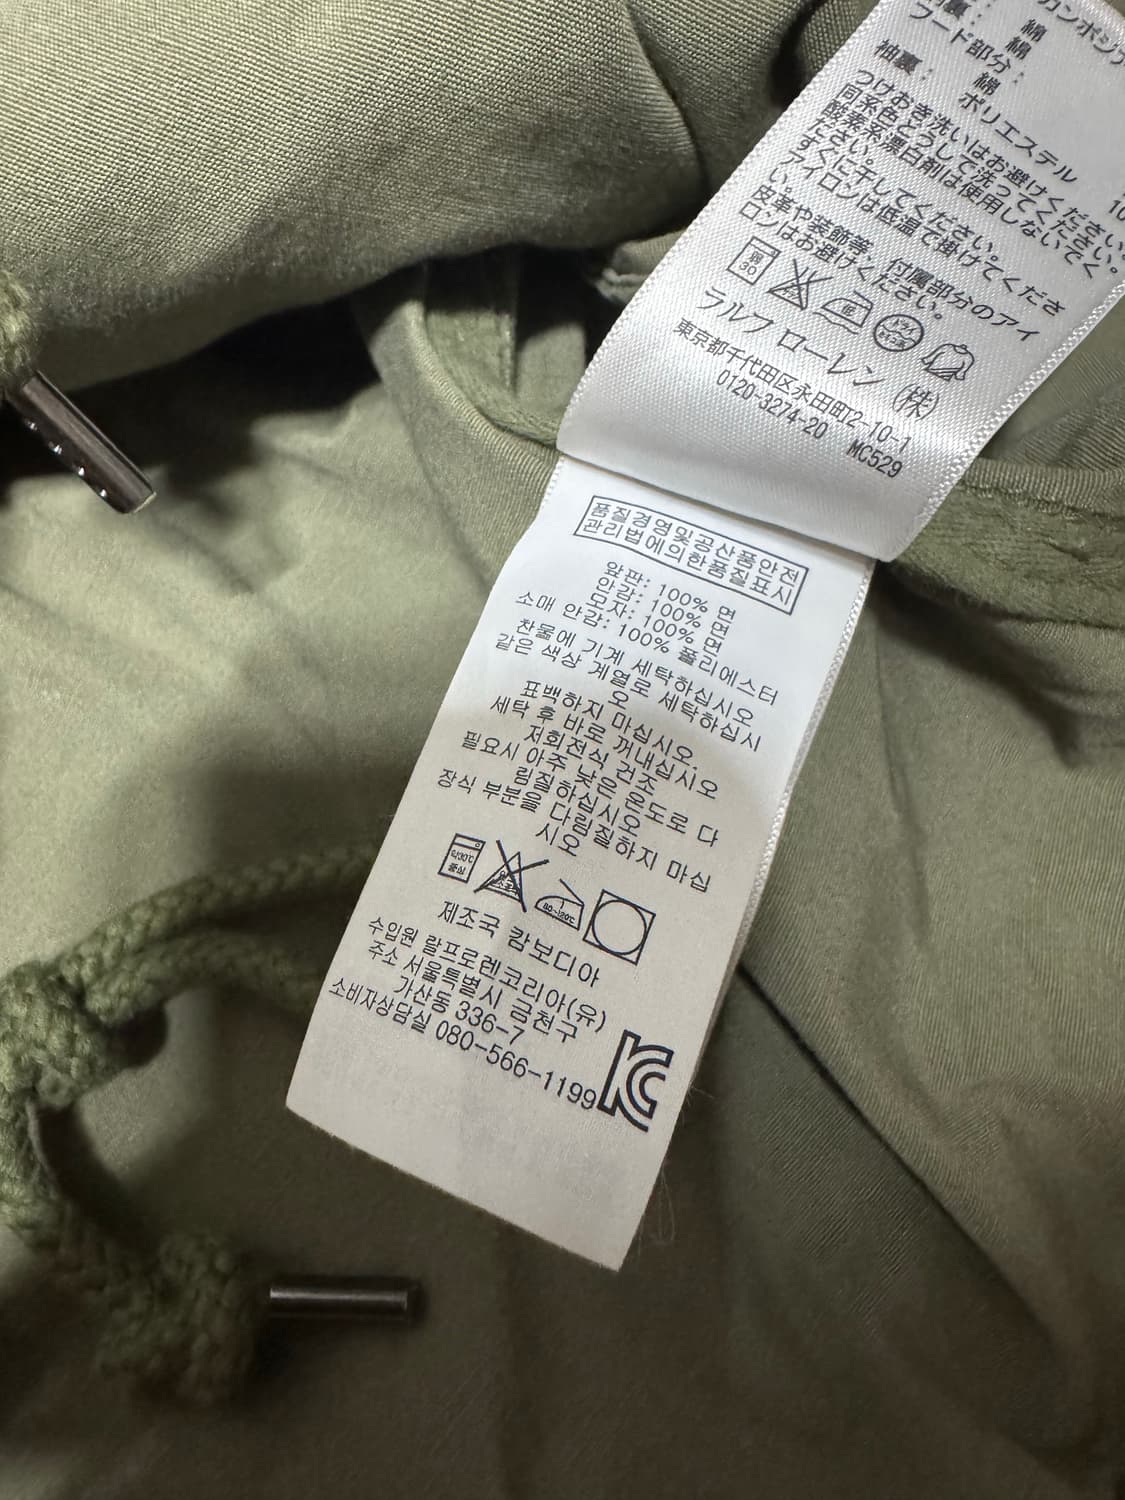 カンボジア
綿
綿
フード部分：
綿
袖裏： ポリエステル
つけおき洗いはお避けください。
同系色どうしで洗ってください。
酸素系漂白剤は使用しないでく
ださい。
すぐに干してください。
アイロンは低温で掛けてくださ
い。
皮革や装飾等、付属部分のアイ
ロンはお避けください。
弱
30
低
ラルフ ローレン (株)
東京都千代田区永田町2-10-1
0120-3274-20 MC529
품질경영및공산품안전
관리법에의한품질표시
앞판: 100% 면
안감: 100% 면
모자: 100% 면
소매 안감: 100% 폴리에스터
찬물에 기계 세탁하십시오
같은 색상 계열로 세탁하십시
오
표백하지 마십시오.
세탁 후 바로 꺼내십시오
저회전식 건조
필요시 아주 낮은 온도로 다
림질하십시오
장식 부분을 다림질하지 마십
시오
약30℃
중성
80~120℃
제조국 캄보디아
수입원 랄프로렌코리아(유)
주소 서울특별시 금천구
가산동 336-7
소비자상담실 080-566-1199
KC